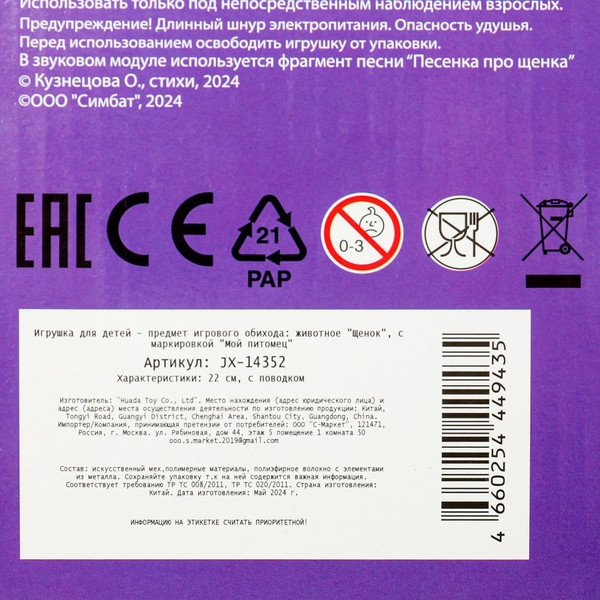 Использовать только под непосредственным наблюдением взрослых.
Предупреждение! Длинный шнур электропитания. Опасность удушья.
Перед использованием освободить игрушку от упаковки.
В звуковом модуле используется фрагмент песни “Песенка про щенка”
© Кузнецова О., стихи, 2024
©ООО "Симбат", 2024
EAC CE 21 0-3
PAP
Игрушка для детей - предмет игрового обихода: животное "Щенок", с
маркировкой "Мой питомец"
Артикул: JX-14352
Характеристики: 22 см, с поводком
Изготовитель: "Huada Toy Co., Ltd". Место нахождения (адрес юридического лица) и
адрес (адреса) места осуществления деятельности по изготовлению продукции: Китай,
Tongyi Road, Guangyi District, Chenghai Area, Shantou City, Guangdong, China.
Импортер/Компания, принимающая претензии от потребителей: ООО "С-Маркет", 121471,
Россия, г. Москва. ул. Рябиновая, дом 44, этаж 5 помещение 1 комната 50
ooo.s.market.2019@gmail.com
Состав: искусственный мех,полимерные материалы, полиэфирное волокно с элементами
из металла. Сохраняйте упаковку т.к на ней содержится важная информация.
Соответствует требованию ТР ТС 008/2011, ТР ТС 020/2011. Страна изготовления:
Китай. Дата изготовления: Май 2024 г.
ИНФОРМАЦИЮ НА ЭТИКЕТКЕ СЧИТАТЬ ПРИОРИТЕТНОЙ!
4 660254 449435